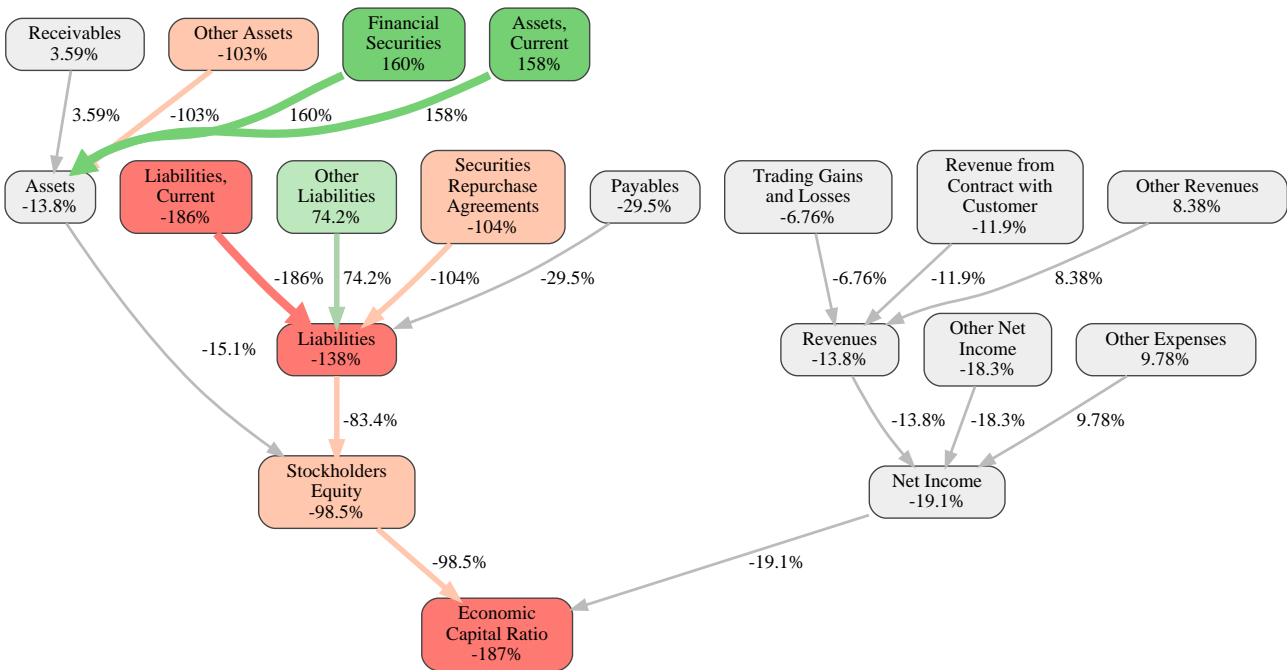 Receivables
3.59%
Other Assets
-103%
Financial
Securities
160%
Assets,
Current
158%
3.59%
-103%
160%
158%
Assets
-13.8%
Liabilities,
Current
-186%
Other
Liabilities
74.2%
Securities
Repurchase
Agreements
-104%
Payables
-29.5%
Trading Gains
and Losses
-6.76%
Revenue from
Contract with
Customer
-11.9%
Other Revenues
8.38%
-186%
74.2%
-104%
-29.5%
-6.76%
-11.9%
8.38%
-15.1%
Liabilities
-138%
Revenues
-13.8%
Other Net
Income
-18.3%
Other Expenses
9.78%
-83.4%
-13.8%
-18.3%
9.78%
Stockholders
Equity
-98.5%
Net Income
-19.1%
-98.5%
-19.1%
Economic
Capital Ratio
-187%